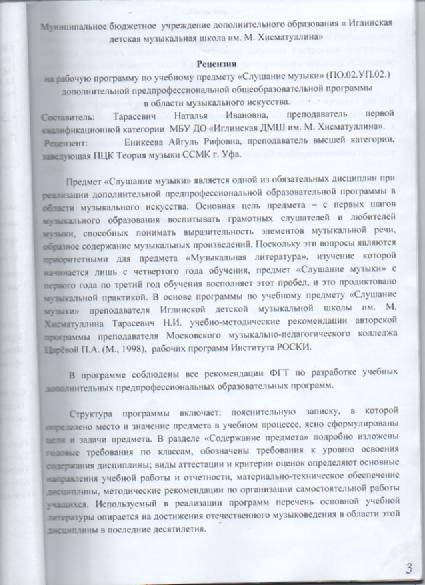 Муниципальное бюджетное учреждение дополнительного образования « Иглинская
детская музыкальная школа им. М. Хисматуллина»
Рецензия
на рабочую программу по учебному предмету «Слушание музыки» (ПО.02.УП.02.)
дополнительной предпрофессиональной общеобразовательной программы
в области музыкального искусства.
Составитель: Тарасевич Наталья Ивановна, преподаватель первой
квалификационной категории МБУ ДО «Иглинская ДМШ им. М. Хисматуллина».
Рецензент: Еникеева Айгуль Рифовна, преподаватель высшей категории,
заведующая ПЦК Теория музыки ССМК г. Уфа.
Предмет «Слушание музыки» является одной из обязательных дисциплин при
реализации дополнительной предпрофессиональной образовательной программы в
области музыкального искусства. Основная цель предмета – с первых шагов
музыкального образования воспитывать грамотных слушателей и любителей
музыки, способных понимать выразительность элементов музыкальной речи,
образное содержание музыкальных произведений. Поскольку эти вопросы являются
приоритетными для предмета «Музыкальная литература», изучение которой
начинается лишь с четвертого года обучения, предмет «Слушание музыки» с
первого года по третий год обучения восполняет этот пробел, и это продиктовано
музыкальной практикой. В основе программы по учебному предмету «Слушание
музыки» преподавателя Иглинской детской музыкальной школы им. М.
Хисматуллина Тарасевич Н.И. учебно-методические рекомендации авторской
программы преподавателя Московского музыкально-педагогического колледжа
Царёвой П.А. (М., 1998), рабочих программ Института РОСКИ.
В программе соблюдены все рекомендации ФГТ по разработке учебных
дополнительных предпрофессиональных образовательных программ.
Структура программы включает: пояснительную записку, в которой
определено место и значение предмета в учебном процессе, ясно сформулированы
цели и задачи предмета. В разделе «Содержание предмета» подробно изложены
годовые требования по классам, обозначены требования к уровню освоения
содержания дисциплины; виды аттестации и критерии оценок определяют основные
направления учебной работы и отчетности, материально-техническое обеспечение
дисциплины, методические рекомендации по организации самостоятельной работы
учащихся. Используемый в реализации программ перечень основной учебной
литературы опирается на достижения отечественного музыковедения в области этой
дисциплины в последние десятилетия.
3